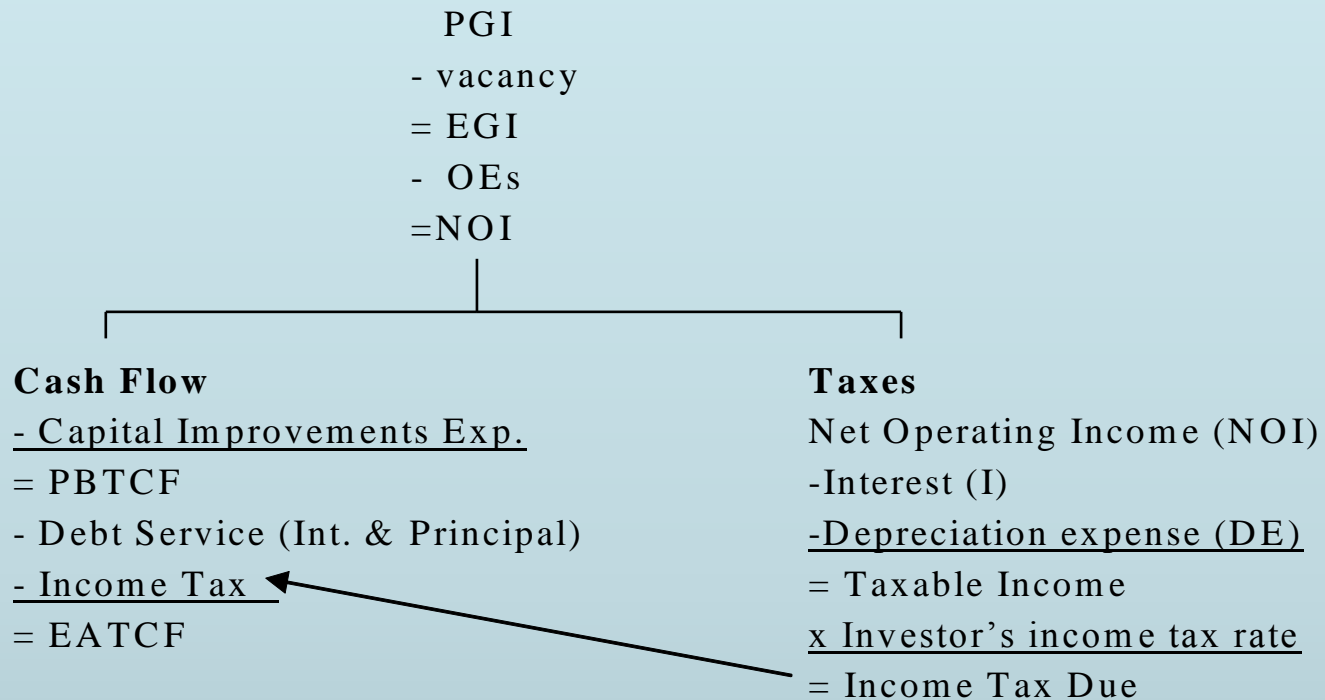 PGI
- vacancy
= EGI
- OEs
=NOI
Cash Flow
- Capital Improvements Exp.
= PBTCF
- Debt Service (Int. & Principal)
- Income Tax
= EATCF
Taxes
Net Operating Income (NOI)
-Interest (I)
-Depreciation expense (DE)
= Taxable Income
x Investor’s income tax rate
= Income Tax Due